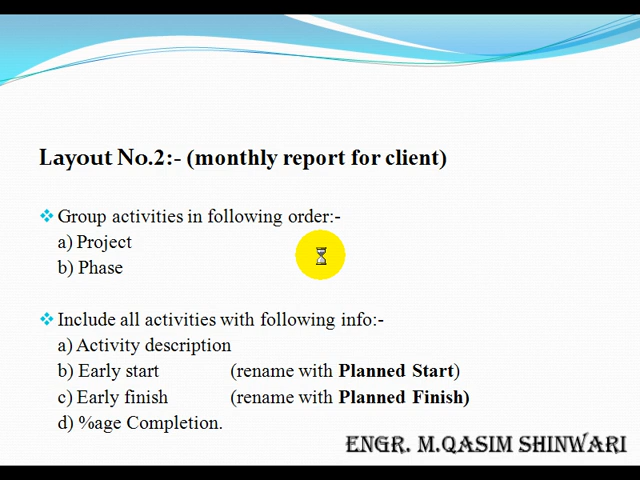 Layout No.2:- (monthly report for client)
Group activities in following order:-
a) Project
b) Phase
Include all activities with following info:-
a) Activity description
b) Early start (rename with Planned Start)
c) Early finish (rename with Planned Finish)
d) %age Completion.
ENGR. M.QASIM SHINWARI